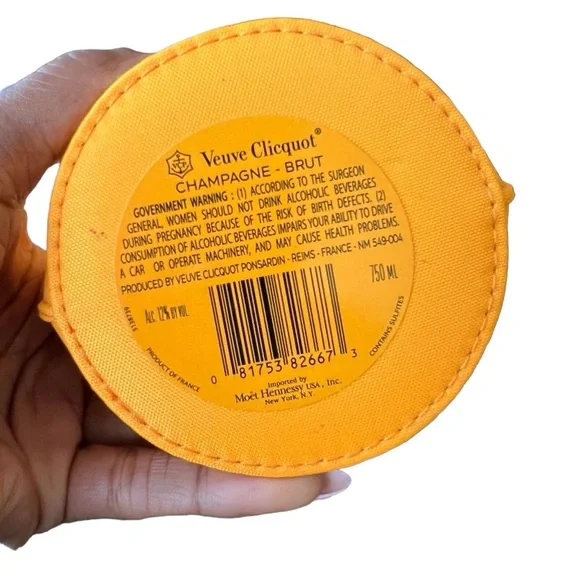 Veuve Clicquot®
CHAMPAGNE - BRUT
GOVERNMENT WARNING : (1) ACCORDING TO THE SURGEON
GENERAL, WOMEN SHOULD NOT DRINK ALCOHOLIC BEVERAGES
DURING PREGNANCY BECAUSE OF THE RISK OF BIRTH DEFECTS. (2)
CONSUMPTION OF ALCOHOLIC BEVERAGES IMPAIRS YOUR ABILITY TO DRIVE
A CAR OR OPERATE MACHINERY, AND MAY CAUSE HEALTH PROBLEMS.
PRODUCED BY VEUVE CLICQUOT PONSARDIN - REIMS - FRANCE - NM 549-004
ALC. 12% BY VOL.
750 ML
PRODUCT OF FRANCE
CONTAINS SULFITES
0 81753 82667 3
Imported by
Moët Hennessy USA, Inc.
New York, N.Y.